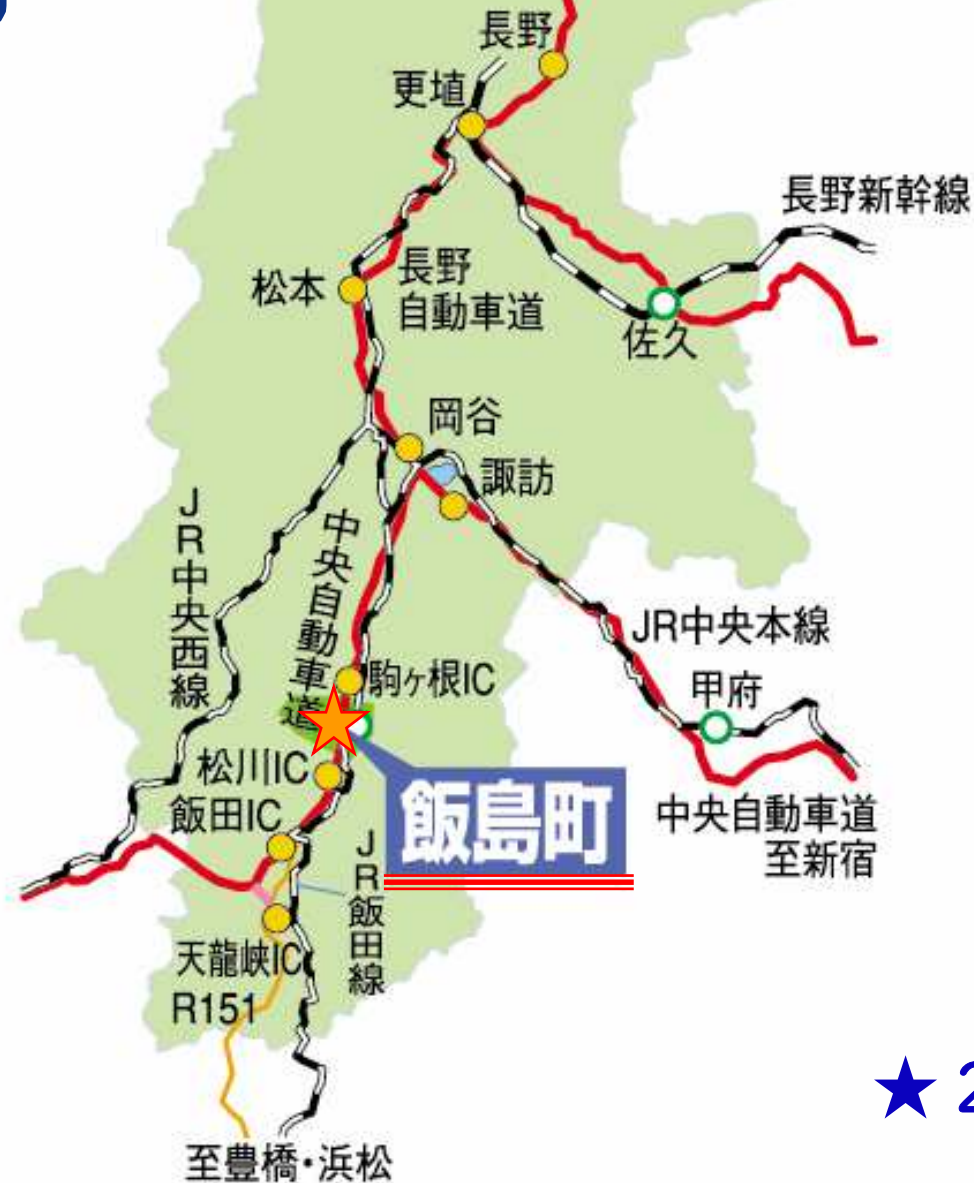 長野
更埴
長野新幹線
松本
長野
自動車道
佐久
岡谷
諏訪
JR中央西線
中央自動車道
JR中央本線
駒ヶ根IC
甲府
松川IC
飯島町
飯田IC
中央自動車道
至新宿
JR飯田線
天龍峡IC
R151
★
至豊橋・浜松